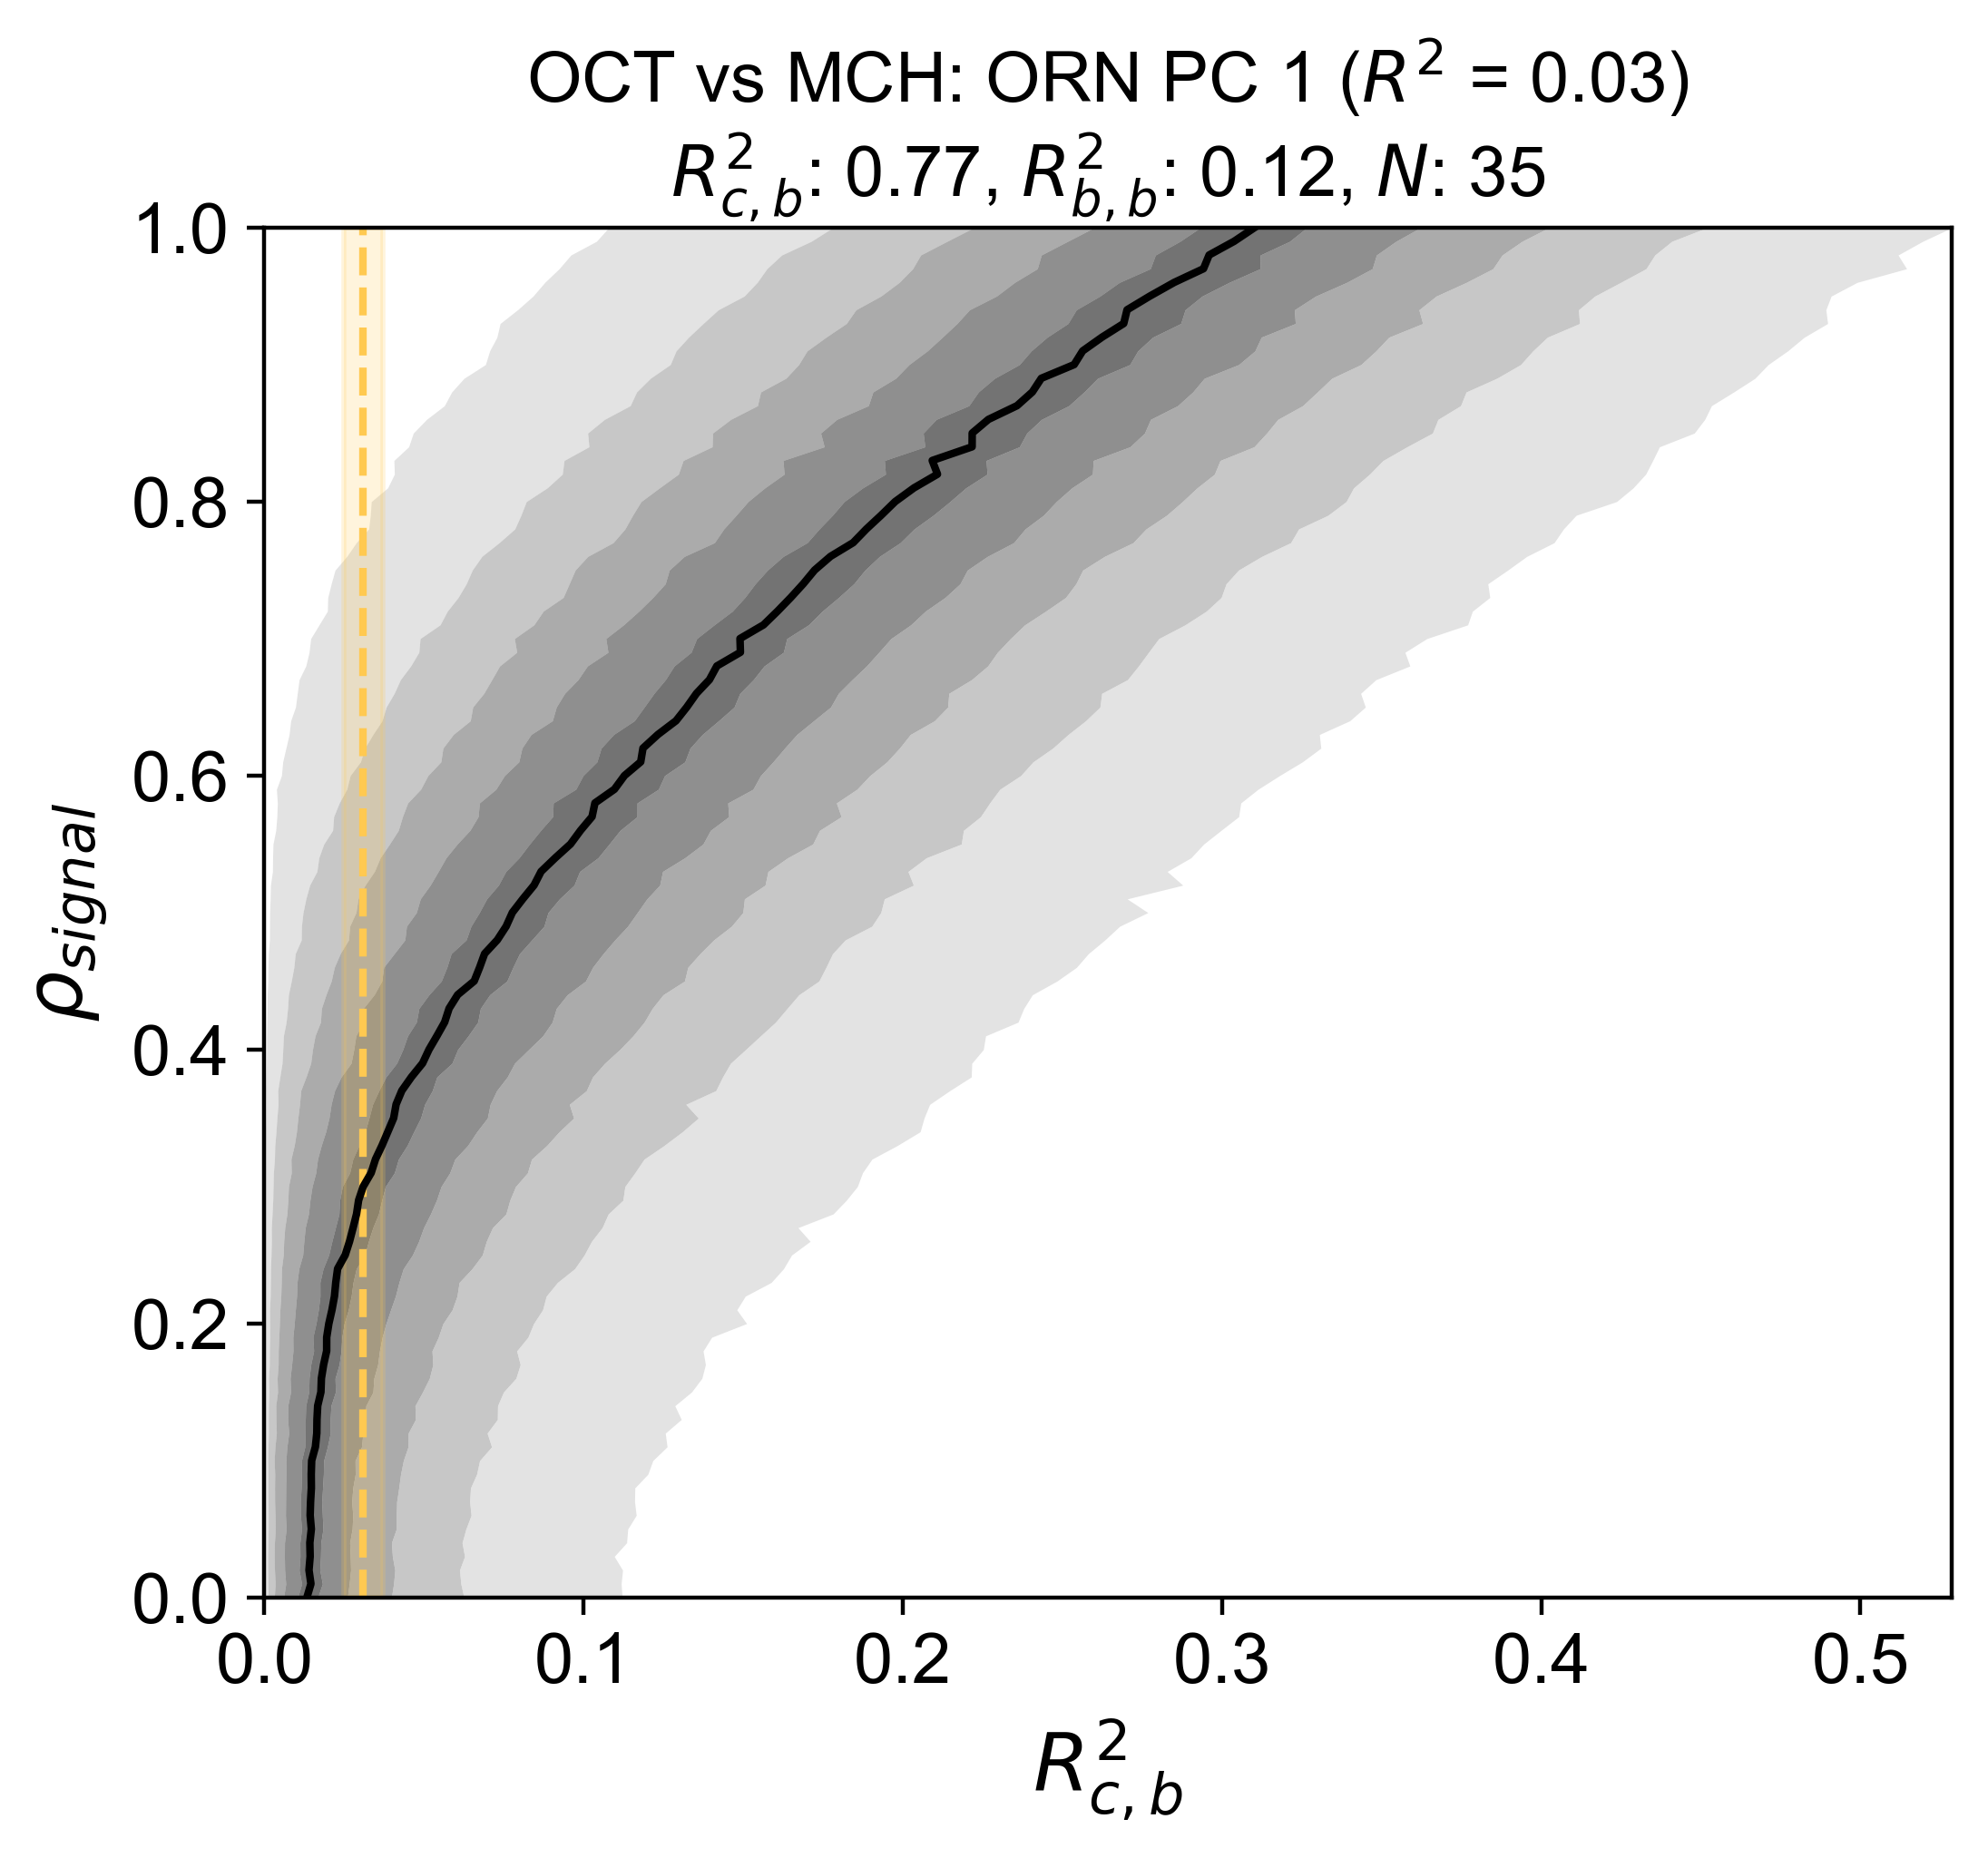 OCT vs MCH: ORN PC 1 (R² = 0.03)
R²c,b: 0.77, R²b,b: 0.12, N: 35
1.0
0.8
0.6
0.4
0.2
0.0
ρsignal
0.0 0.1 0.2 0.3 0.4 0.5
R²c,b